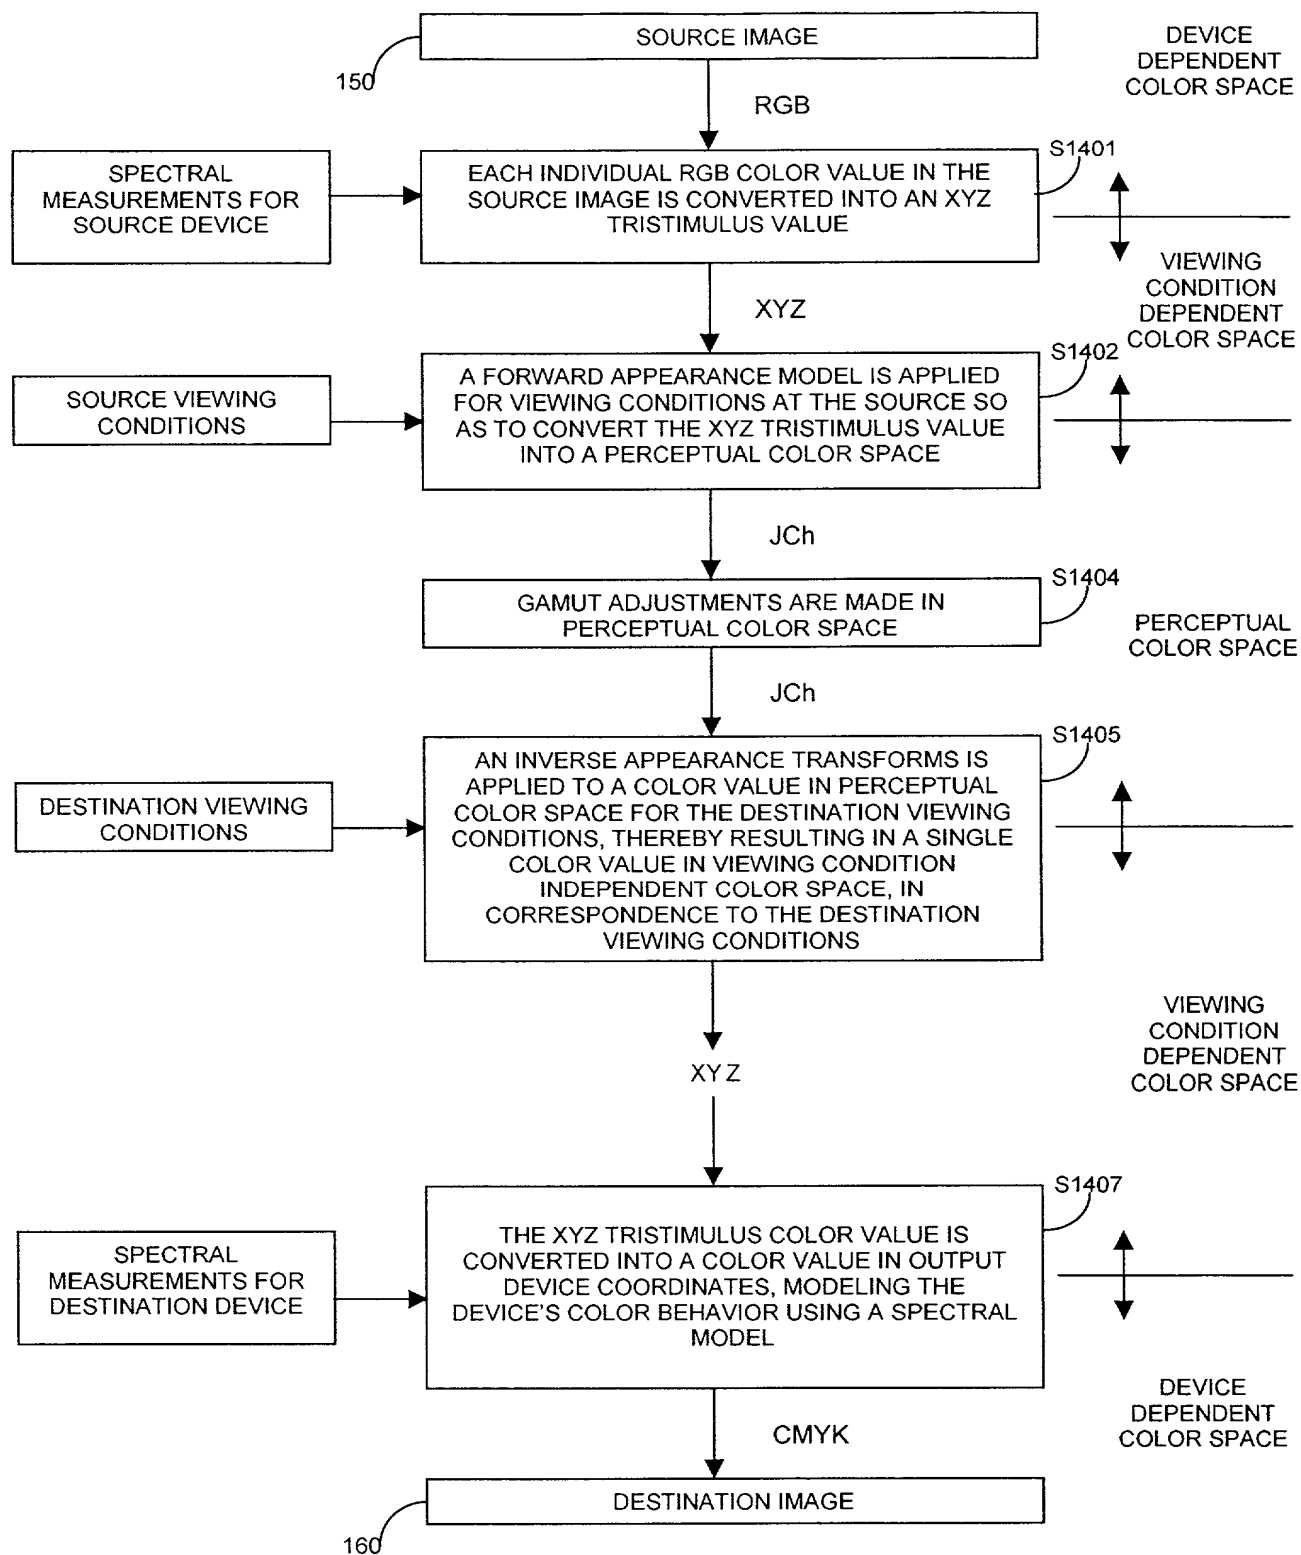 SOURCE IMAGE
150
DEVICE
DEPENDENT
COLOR SPACE
RGB
SPECTRAL
MEASUREMENTS FOR
SOURCE DEVICE
EACH INDIVIDUAL RGB COLOR VALUE IN THE
SOURCE IMAGE IS CONVERTED INTO AN XYZ
TRISTIMULUS VALUE
S1401
VIEWING
CONDITION
DEPENDENT
COLOR SPACE
XYZ
SOURCE VIEWING
CONDITIONS
A FORWARD APPEARANCE MODEL IS APPLIED
FOR VIEWING CONDITIONS AT THE SOURCE SO
AS TO CONVERT THE XYZ TRISTIMULUS VALUE
INTO A PERCEPTUAL COLOR SPACE
S1402
JCh
GAMUT ADJUSTMENTS ARE MADE IN
PERCEPTUAL COLOR SPACE
S1404
PERCEPTUAL
COLOR SPACE
JCh
DESTINATION VIEWING
CONDITIONS
AN INVERSE APPEARANCE TRANSFORMS IS
APPLIED TO A COLOR VALUE IN PERCEPTUAL
COLOR SPACE FOR THE DESTINATION VIEWING
CONDITIONS, THEREBY RESULTING IN A SINGLE
COLOR VALUE IN VIEWING CONDITION
INDEPENDENT COLOR SPACE, IN
CORRESPONDENCE TO THE DESTINATION
VIEWING CONDITIONS
S1405
VIEWING
CONDITION
DEPENDENT
COLOR SPACE
XYZ
SPECTRAL
MEASUREMENTS FOR
DESTINATION DEVICE
THE XYZ TRISTIMULUS COLOR VALUE IS
CONVERTED INTO A COLOR VALUE IN OUTPUT
DEVICE COORDINATES, MODELING THE
DEVICE'S COLOR BEHAVIOR USING A SPECTRAL
MODEL
S1407
DEVICE
DEPENDENT
COLOR SPACE
CMYK
DESTINATION IMAGE
160